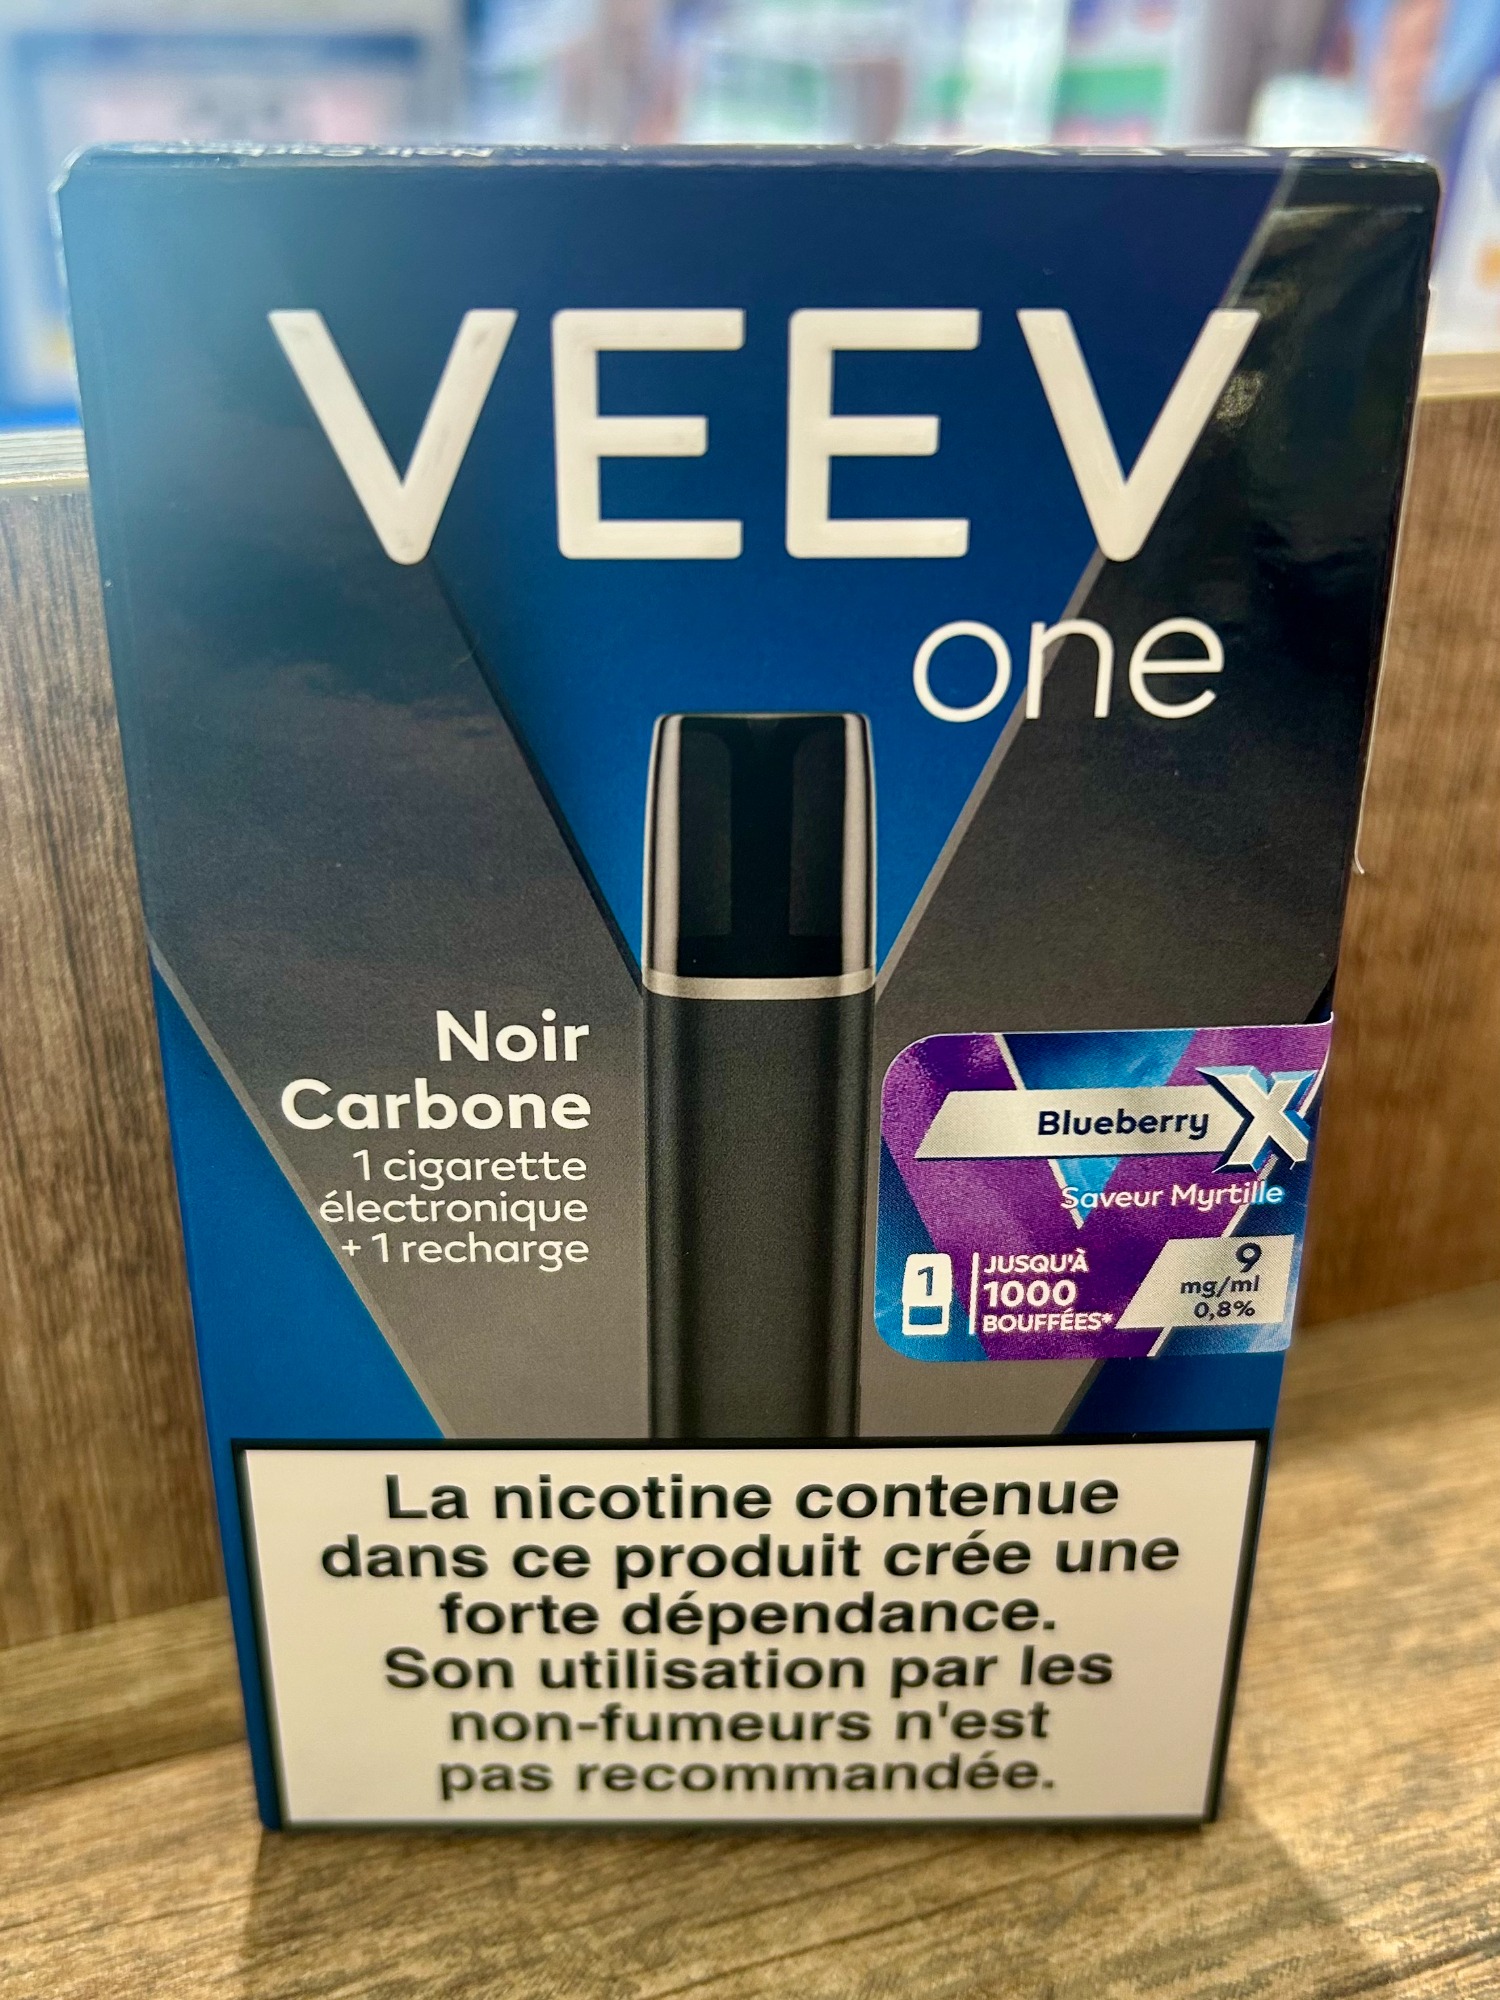 VEEV
one
Noir
Carbone
1 cigarette
électronique
+ 1 recharge
Blueberry X
Saveur Myrtille
1
JUSQU'À
1000
BOUFFÉES*
9
mg/ml
0,8%
La nicotine contenue
dans ce produit crée une
forte dépendance.
Son utilisation par les
non-fumeurs n'est
pas recommandée.